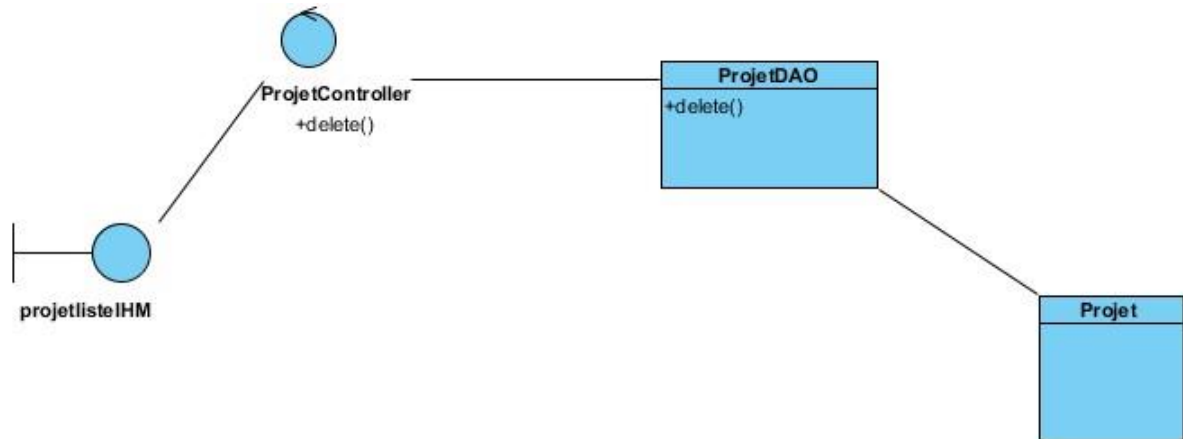 ProjetDAO
ProjetController
+delete()
+delete()
projetlisteIHM
Projet